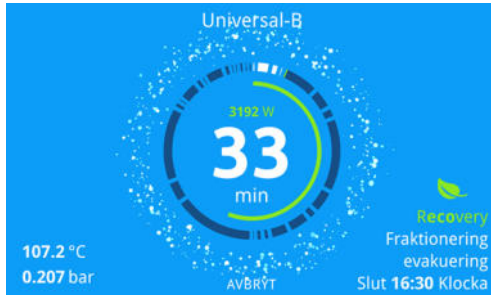 Universal-B
3192 W
33
min
Recovery
Fraktionering
evakuering
107.2 °C
0.207 bar
AVBRYT
Slut 16:30 Klocka